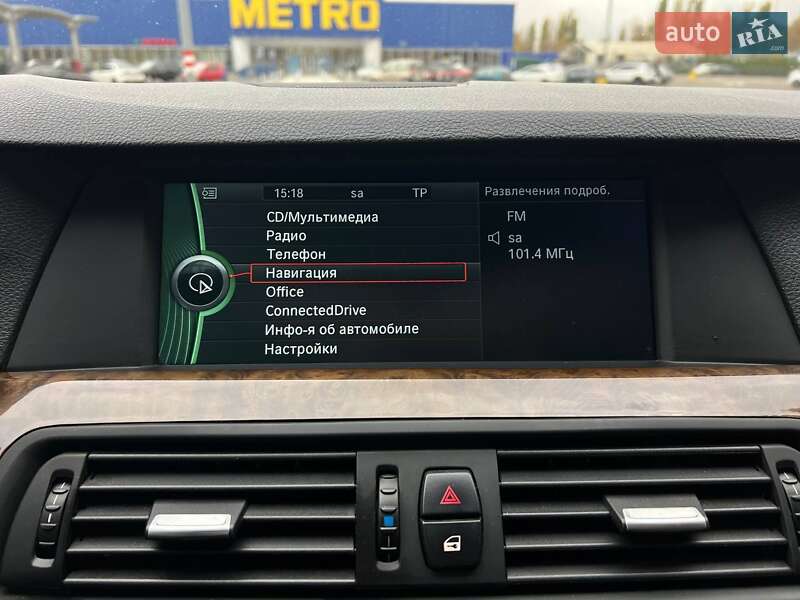 METRO
auto RIA
.com
15:18 sa TP
Развлечения подроб.
CD/Мультимедиа
Радио
Телефон
Навигация
Office
ConnectedDrive
Инфо-я об автомобиле
Настройки
FM
sa
101.4 МГц